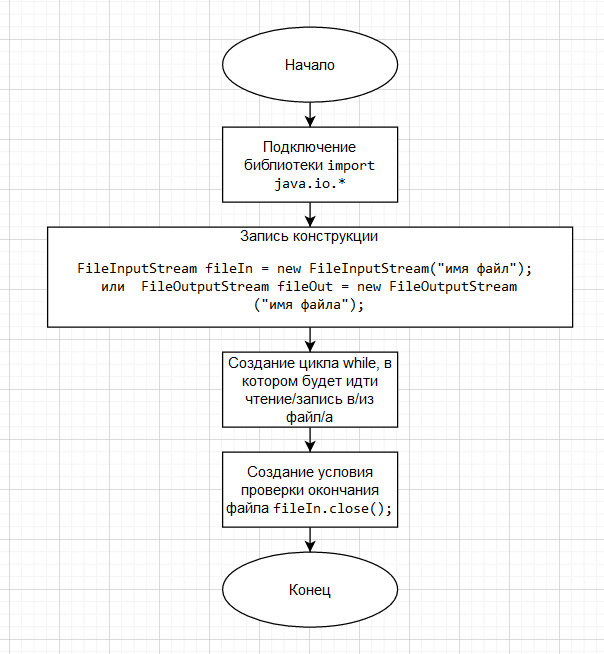 Начало
Подключение
библиотеки import
java.io.*
Запись конструкции
FileInputStream fileIn = new FileInputStream("имя файл");
или FileOutputStream fileOut = new FileOutputStream
("имя файла");
Создание цикла while, в
котором будет идти
чтение/запись в/из
файл/а
Создание условия
проверки окончания
файла fileIn.close();
Конец